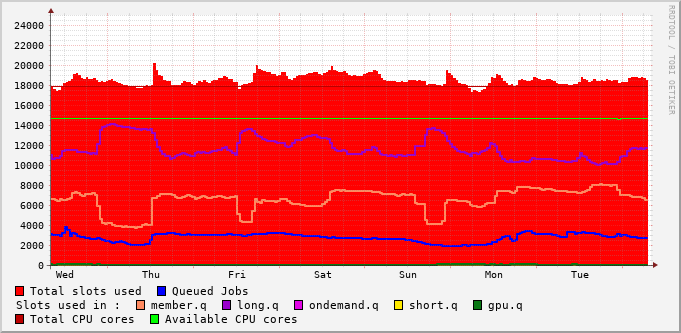 RRDTOOL / TOBI OETIKER
24000
22000
20000
18000
16000
14000
12000
10000
8000
6000
4000
2000
0
Wed Thu Fri Sat Sun Mon Tue
Total slots used Queued Jobs
Slots used in : member.q long.q ondemand.q short.q gpu.q
Total CPU cores Available CPU cores